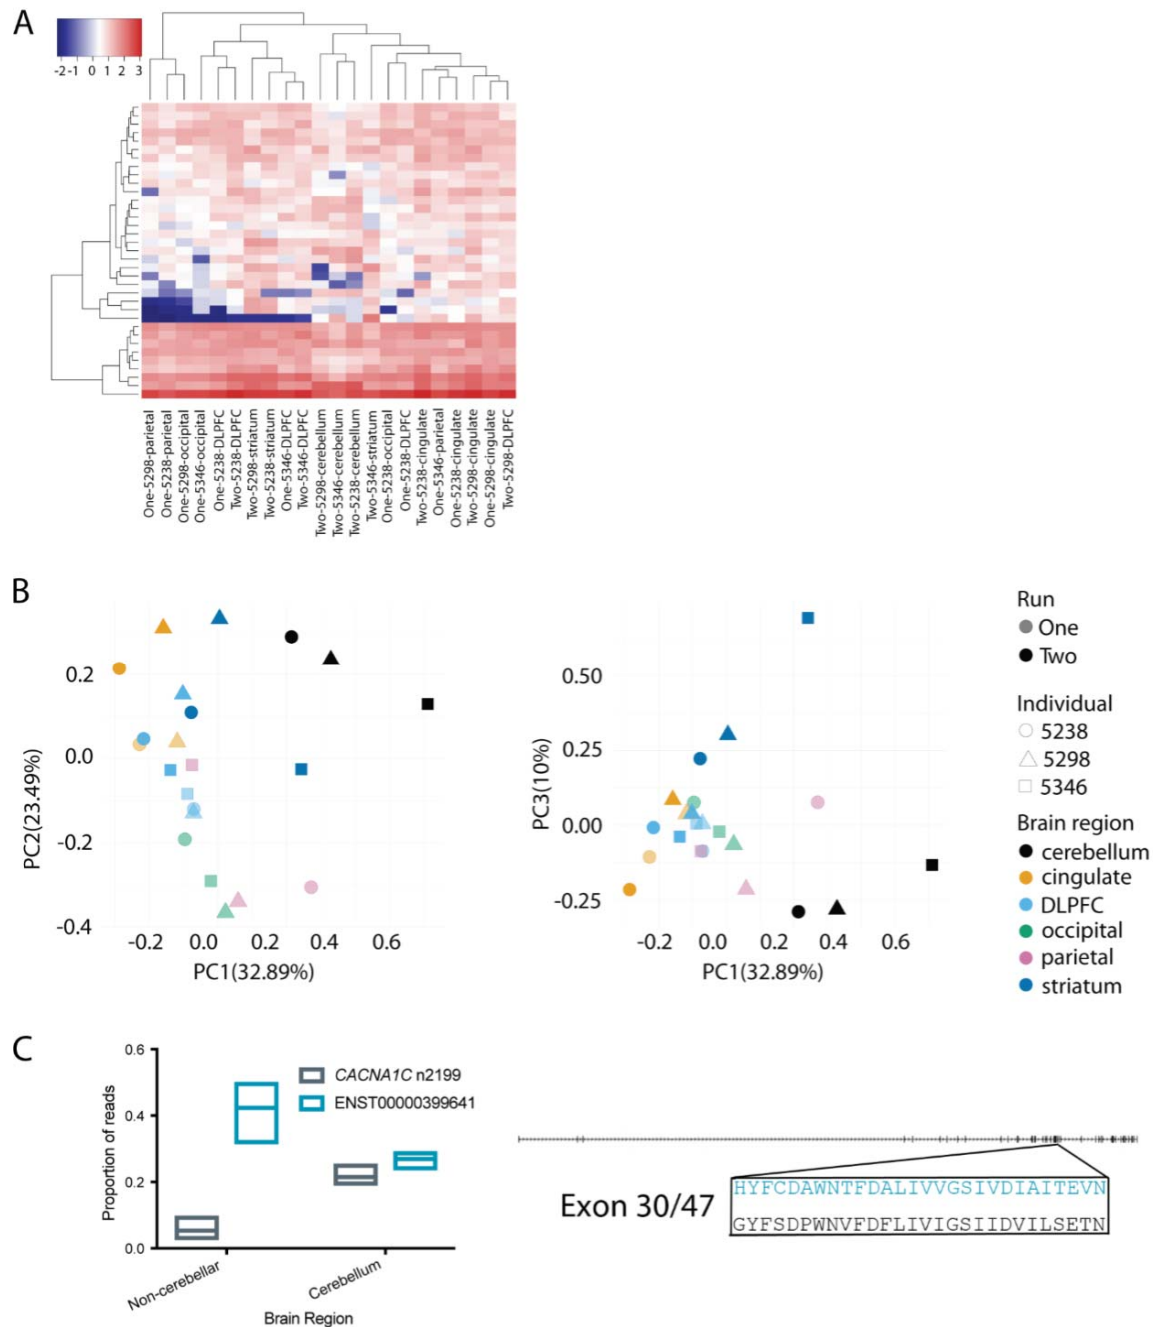 A
-2-1 0 1 2 3
One-5298-parietal
One-5238-parietal
One-5298-occipital
One-5346-occipital
One-5238-DLPFC
Two-5238-DLPFC
Two-5298-striatum
Two-5238-striatum
One-5346-DLPFC
Two-5346-DLPFC
Two-5298-cerebellum
Two-5346-cerebellum
Two-5238-cerebellum
Two-5346-striatum
One-5238-occipital
One-5238-DLPFC
Two-5238-cingulate
One-5346-parietal
One-5238-cingulate
Two-5298-cingulate
One-5298-cingulate
Two-5298-DLPFC
B
PC2(23.49%)
0.2
0.0
-0.2
-0.4
-0.2 0.0 0.2 0.4 0.6
PC1(32.89%)
PC3(10%)
0.50
0.25
0.00
-0.25
-0.2 0.0 0.2 0.4 0.6
PC1(32.89%)
Run
One
Two
Individual
5238
5298
5346
Brain region
cerebellum
cingulate
DLPFC
occipital
parietal
striatum
C
Proportion of reads
0.6
0.4
0.2
0.0
CACNA1C n2199
ENST00000399641
Non-cerebellar
Cerebellum
Brain Region
Exon 30/47
HYFCDAWNTFDALIVVGSIVDIAITEVN
GYFSDPWNVFDFLIVIGSIIDVILSETN